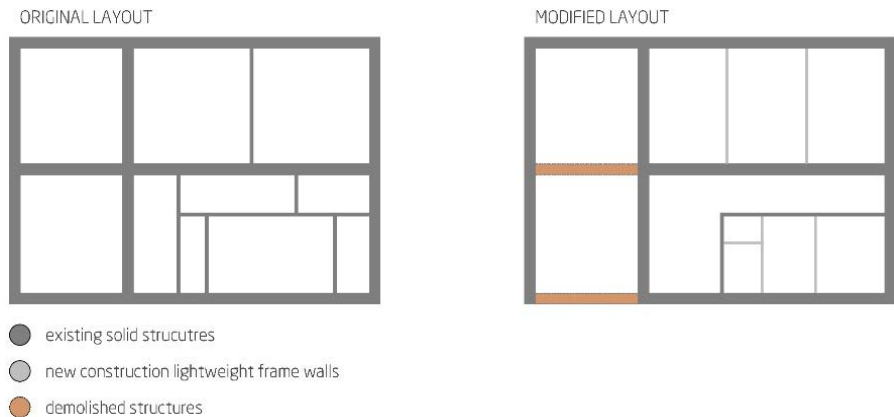 ORIGINAL LAYOUT
MODIFIED LAYOUT
existing solid strucutres
new construction lightweight frame walls
demolished structures